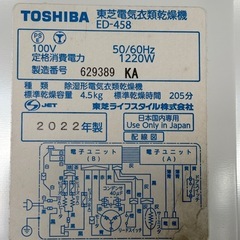 TOSHIBA 東芝電気衣類乾燥機
ED-458
100V 50/60Hz
定格消費電力 1220W
製造番号 629389 KA
種類 除湿形電気衣類乾燥機
標準乾燥容量 4.5kg 標準乾燥時間 205分
JET 東芝ライフスタイル株式会社
2022年製
日本国内専用
Use Only in Japan
配線図
電子ユニット (B)
電子ユニット (A)